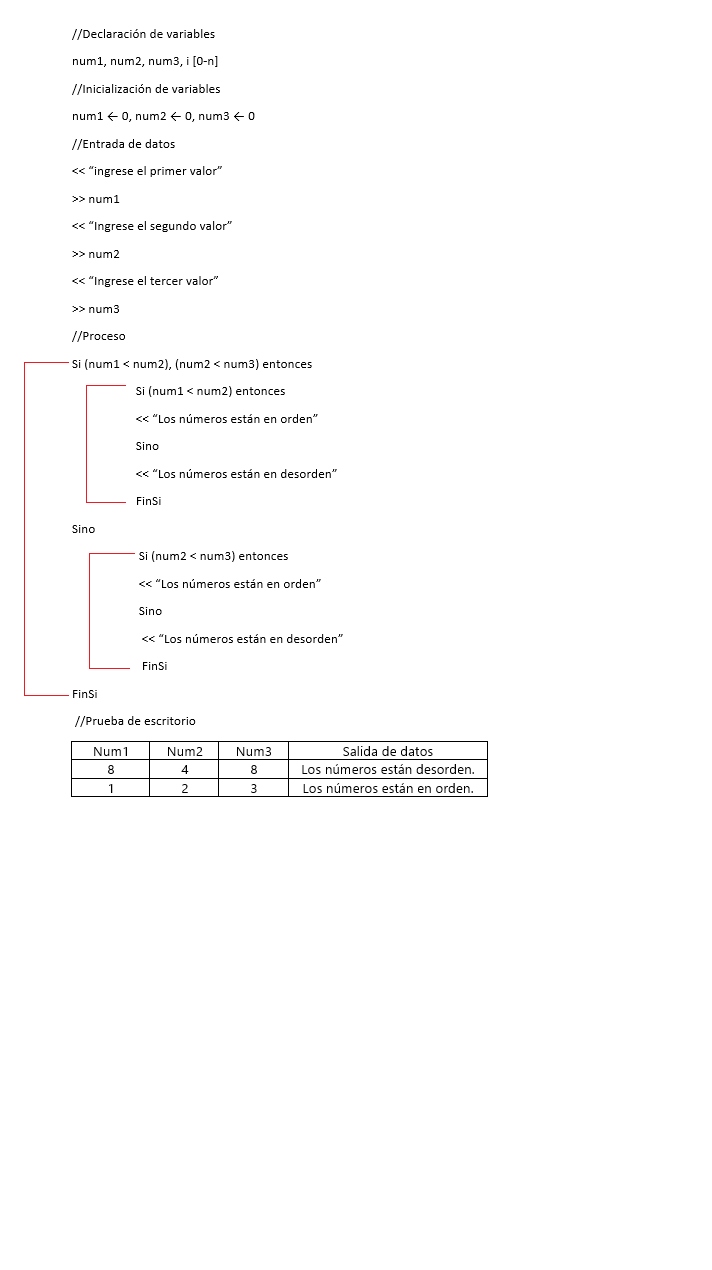 //Declaración de variables
num1, num2, num3, i [0-n]
//Inicialización de variables
num1 ← 0, num2 ← 0, num3 ← 0
//Entrada de datos
<< “ingrese el primer valor”
>> num1
<< “Ingrese el segundo valor”
>> num2
<< “Ingrese el tercer valor”
>> num3
//Proceso
Si (num1 < num2), (num2 < num3) entonces
Si (num1 < num2) entonces
<< “Los números están en orden”
Sino
<< “Los números están en desorden”
FinSi
Sino
Si (num2 < num3) entonces
<< “Los números están en orden”
Sino
<< “Los números están en desorden”
FinSi
FinSi
//Prueba de escritorio
Num1 Num2 Num3 Salida de datos
8 4 8 Los números están desorden.
1 2 3 Los números están en orden.